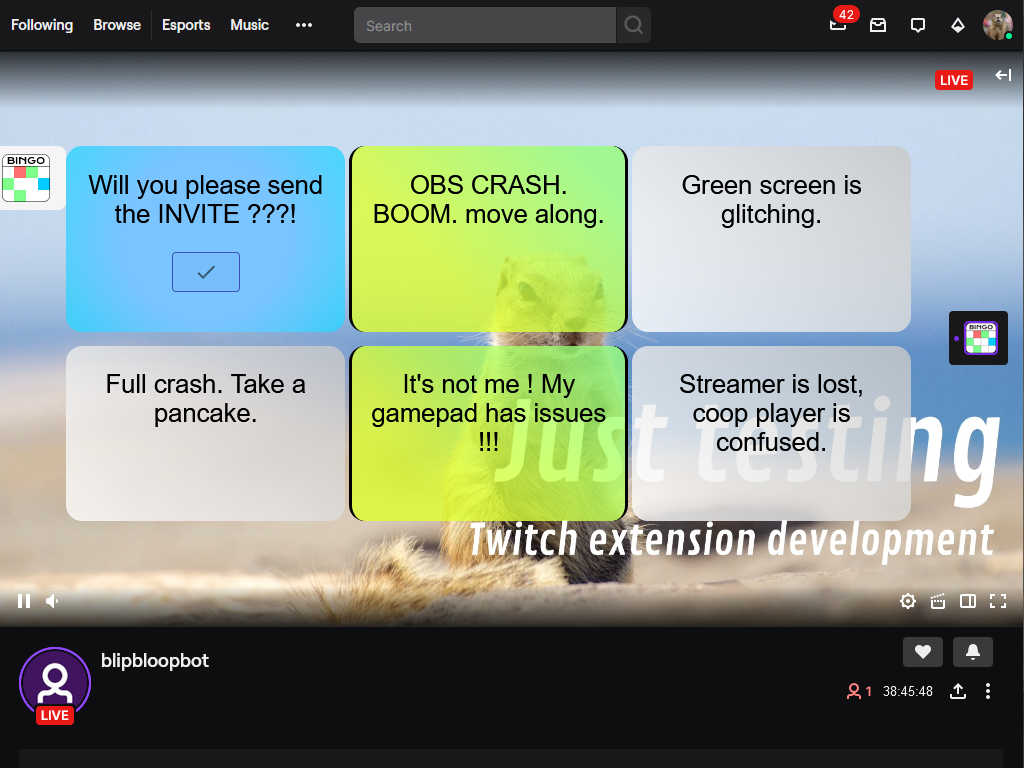 Following Browse Esports Music
Search
42
LIVE
BINGO
Will you please send
the INVITE ???!
OBS CRASH.
BOOM. move along.
Green screen is
glitching.
BINGO
Full crash. Take a
pancake.
It's not me ! My
gamepad has issues
!!!
Streamer is lost,
coop player is
confused.
Just testing
Twitch extension development
blipbloopbot
LIVE
1 38:45:48